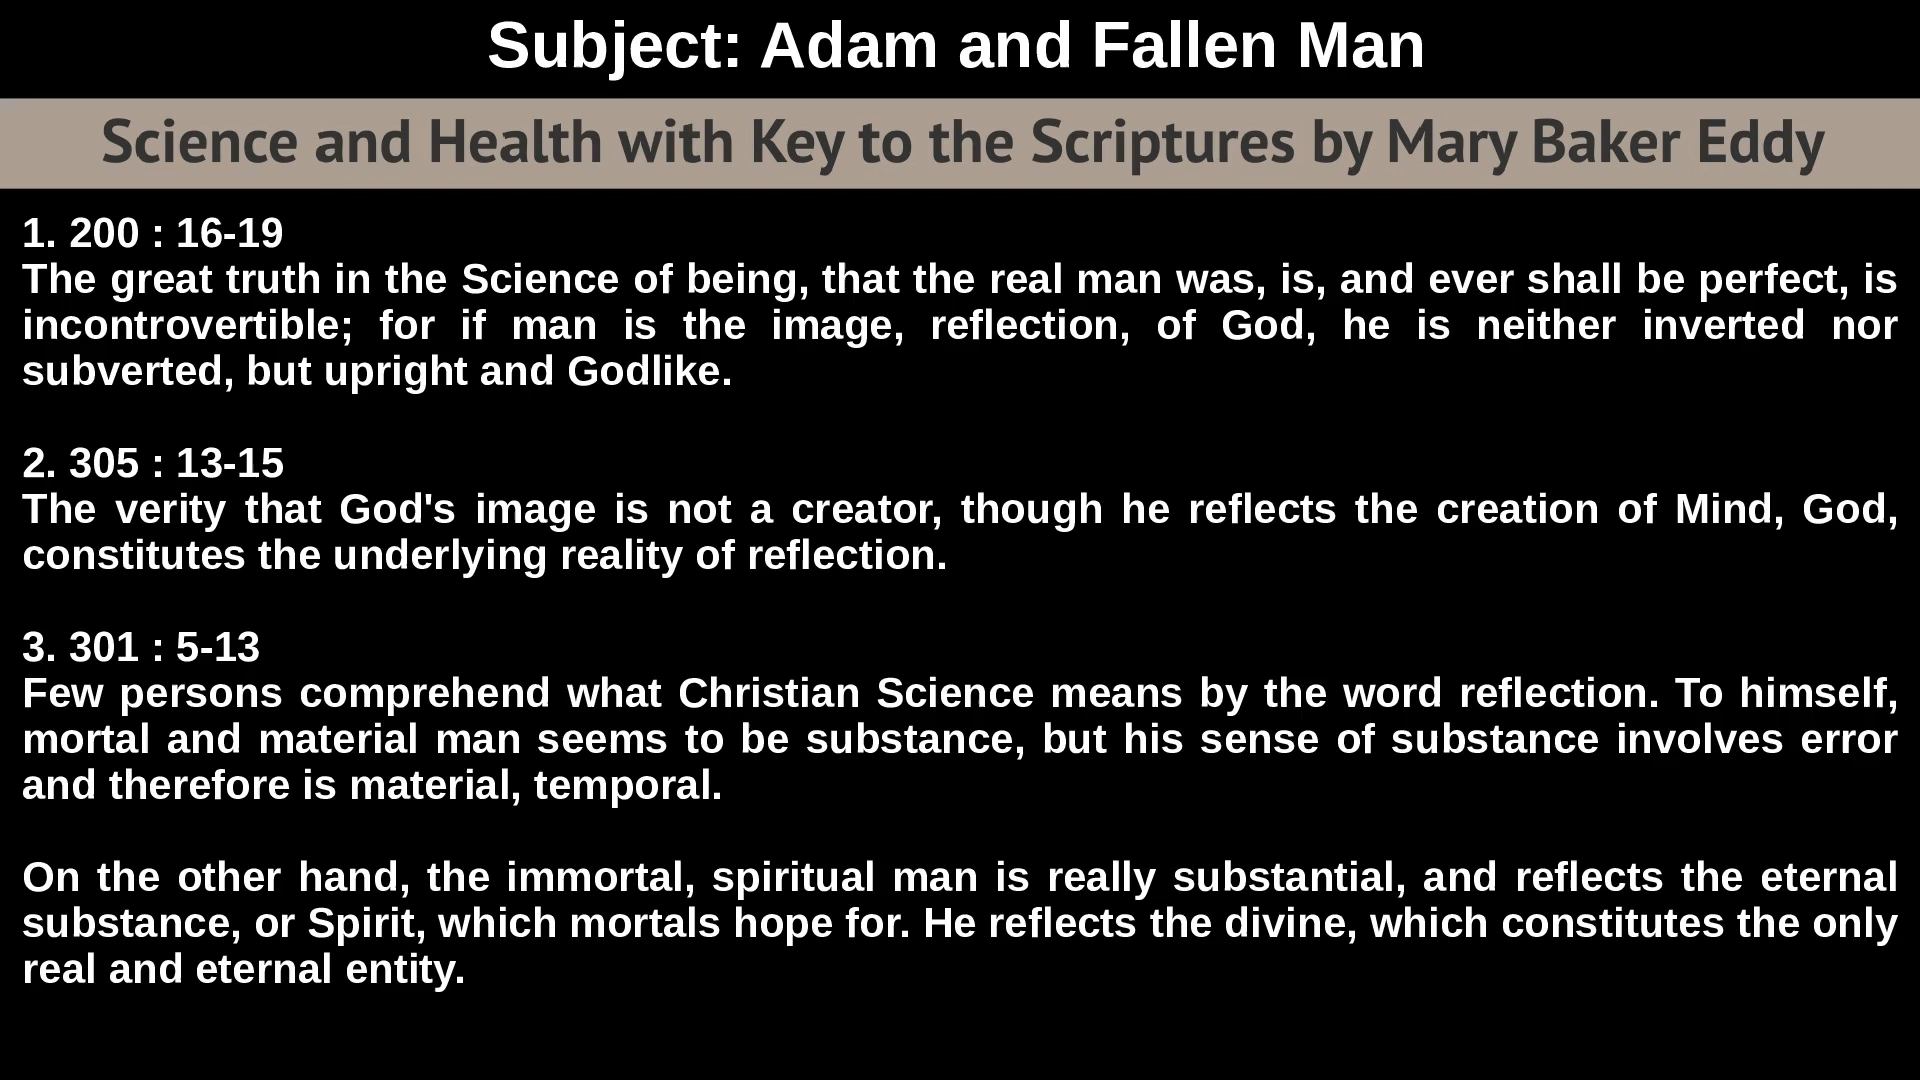 Subject: Adam and Fallen Man
Science and Health with Key to the Scriptures by Mary Baker Eddy
1. 200 : 16-19
The great truth in the Science of being, that the real man was, is, and ever shall be perfect, is
incontrovertible; for if man is the image, reflection, of God, he is neither inverted nor
subverted, but upright and Godlike.
2. 305 : 13-15
The verity that God's image is not a creator, though he reflects the creation of Mind, God,
constitutes the underlying reality of reflection.
3. 301 : 5-13
Few persons comprehend what Christian Science means by the word reflection. To himself,
mortal and material man seems to be substance, but his sense of substance involves error
and therefore is material, temporal.
On the other hand, the immortal, spiritual man is really substantial, and reflects the eternal
substance, or Spirit, which mortals hope for. He reflects the divine, which constitutes the only
real and eternal entity.